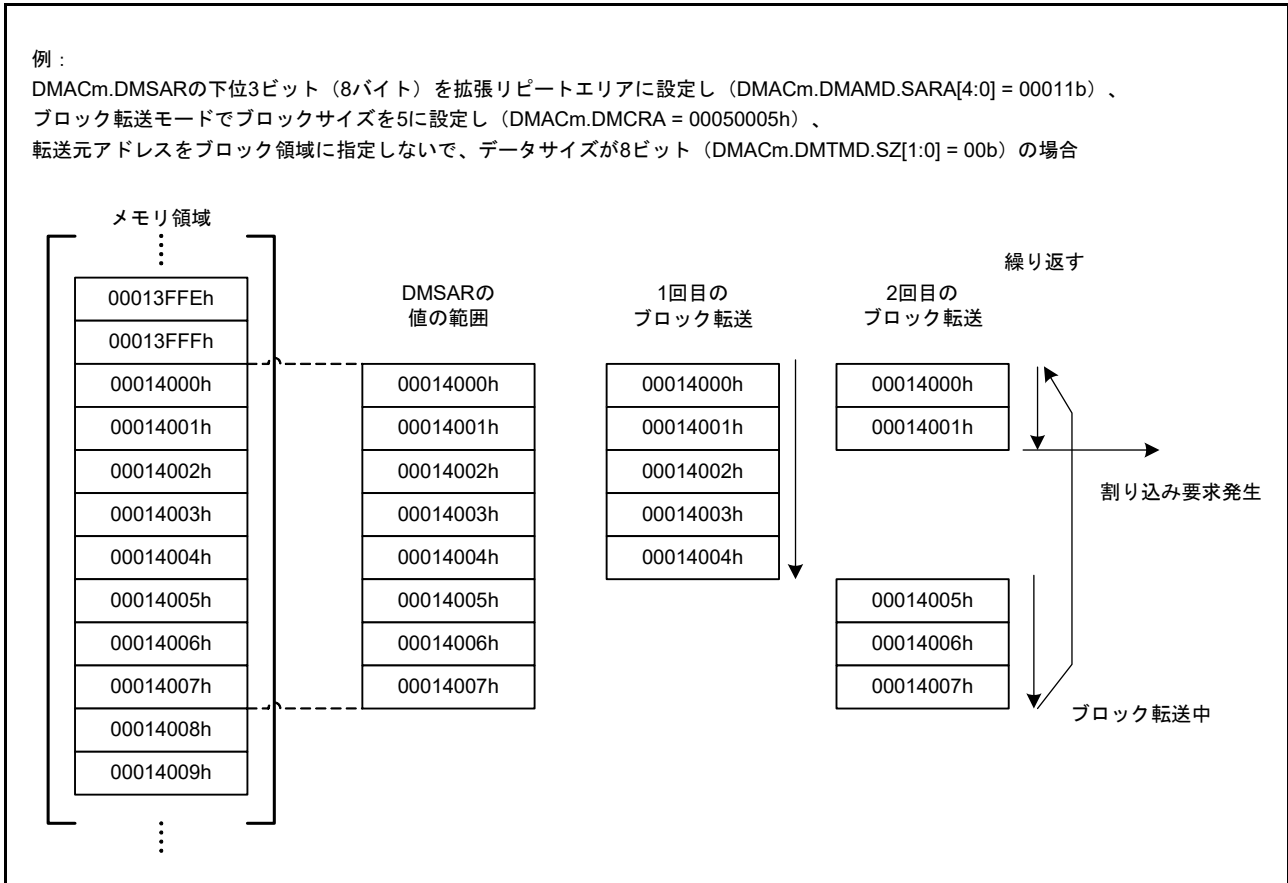 例：
DMACm.DMSARの下位3ビット（8バイト）を拡張リピートエリアに設定し（DMACm.DMAMD.SARA[4:0] = 00011b）、
ブロック転送モードでブロックサイズを5に設定し（DMACm.DMCRA = 00050005h）、
転送元アドレスをブロック領域に指定しないで、データサイズが8ビット（DMACm.DMTMD.SZ[1:0] = 00b）の場合
メモリ領域
00013FFEh
00013FFFh
00014000h
00014001h
00014002h
00014003h
00014004h
00014005h
00014006h
00014007h
00014008h
00014009h
DMSARの
値の範囲
00014000h
00014001h
00014002h
00014003h
00014004h
00014005h
00014006h
00014007h
1回目の
ブロック転送
00014000h
00014001h
00014002h
00014003h
00014004h
2回目の
ブロック転送
00014000h
00014001h
00014005h
00014006h
00014007h
繰り返す
割り込み要求発生
ブロック転送中